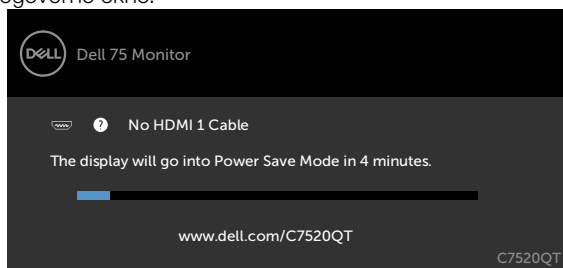 DELL
Dell 75 Monitor
? No HDMI 1 Cable
The display will go into Power Save Mode in 4 minutes.
www.dell.com/C7520QT
C7520QT